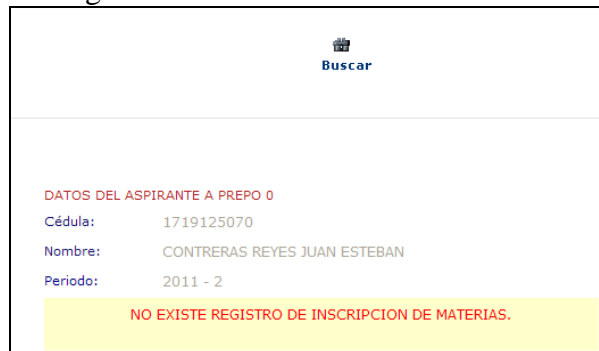 Buscar
DATOS DEL ASPIRANTE A PREPO 0
Cédula: 1719125070
Nombre: CONTRERAS REYES JUAN ESTEBAN
Periodo: 2011 - 2
NO EXISTE REGISTRO DE INSCRIPCION DE MATERIAS.